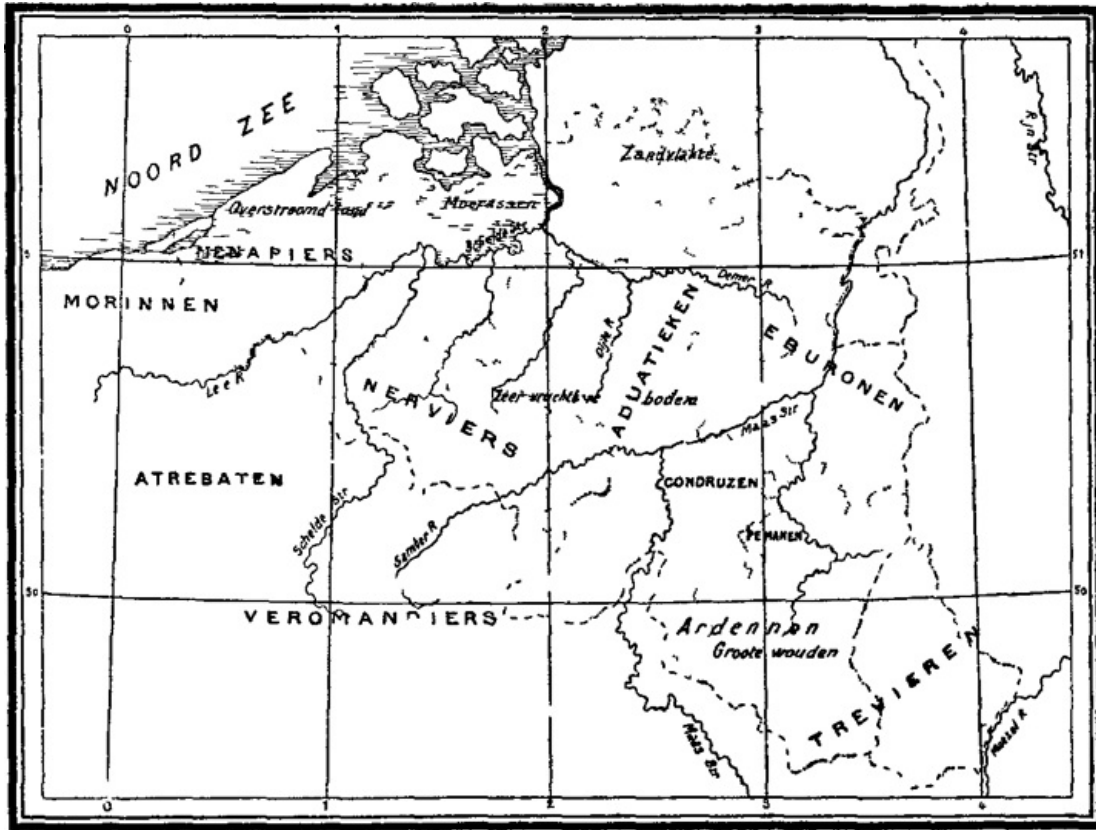 0 1 2 3 4
NOORD ZEE
Rijn Str
Zandvlakte
Overstroomd land
Moerassen
Schelde Str
MENAPIERS
51
MORINNEN
Demer R
Dijle R
ADUATIEKEN
EBURONEN
Lee R
NERVIERS
Zeer vruchtbare bodem
Maas Str
ATREBATEN
CONDRUZEN
Schelde Str
Samber R
PEMANEN
50
50
VEROMANDIERS
Ardennen
Groote wouden
TREVIEREN
Maas Str
Moezel R
0 1 2 3 4